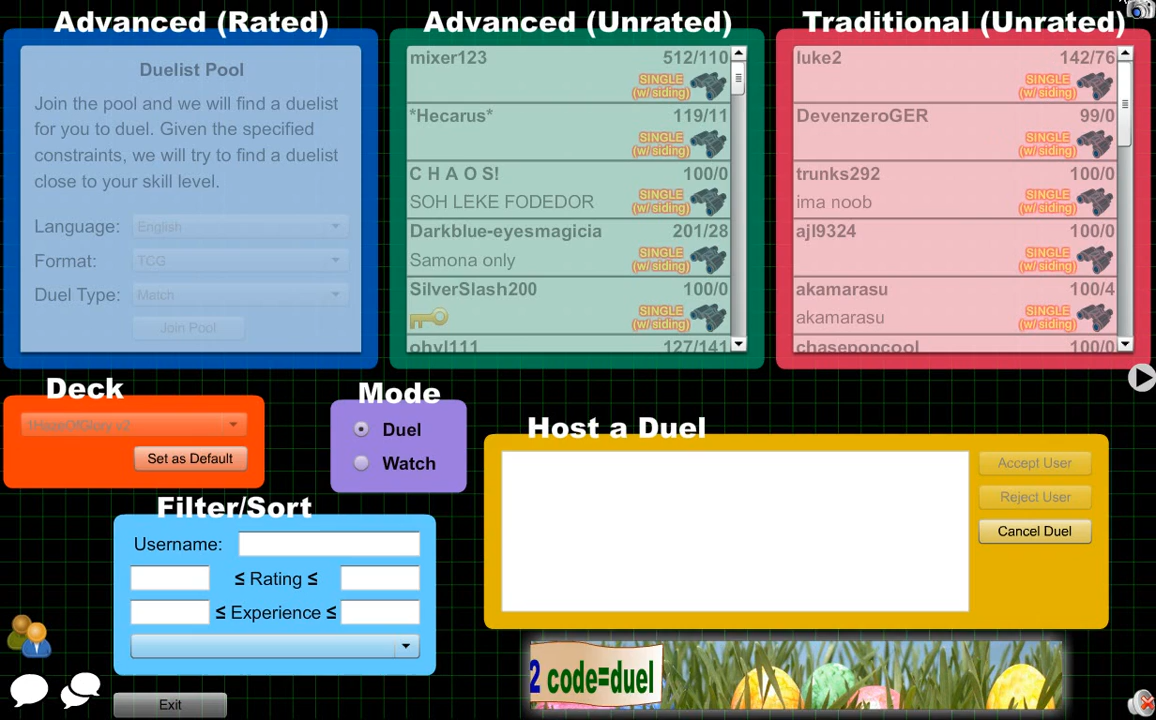 Advanced (Rated)
Duelist Pool
Join the pool and we will find a duelist
for you to duel. Given the specified
constraints, we will try to find a duelist
close to your skill level.
Language: English
Format: TCG
Duel Type: Match
Join Pool
Advanced (Unrated)
mixer123 512/110
SINGLE
(w/ siding)
*Hecarus* 119/11
SINGLE
(w/ siding)
C H A O S! 100/0
SOH LEKE FODEDOR SINGLE
(w/ siding)
Darkblue-eyesmagicia 201/28
Samona only SINGLE
(w/ siding)
SilverSlash200 100/0
SINGLE
(w/ siding)
ohyl111 127/141
Traditional (Unrated)
luke2 142/76
SINGLE
(w/ siding)
DevenzeroGER 99/0
SINGLE
(w/ siding)
trunks292 100/0
ima noob SINGLE
(w/ siding)
ajl9324 100/0
SINGLE
(w/ siding)
akamarasu 100/4
akamarasu SINGLE
(w/ siding)
chasepopcool 100/0
Deck
1HazeOfGlory v2
Set as Default
Mode
Duel
Watch
Host a Duel
Accept User
Reject User
Cancel Duel
Filter/Sort
Username:
≤ Rating ≤
≤ Experience ≤
2 code=duel
Exit